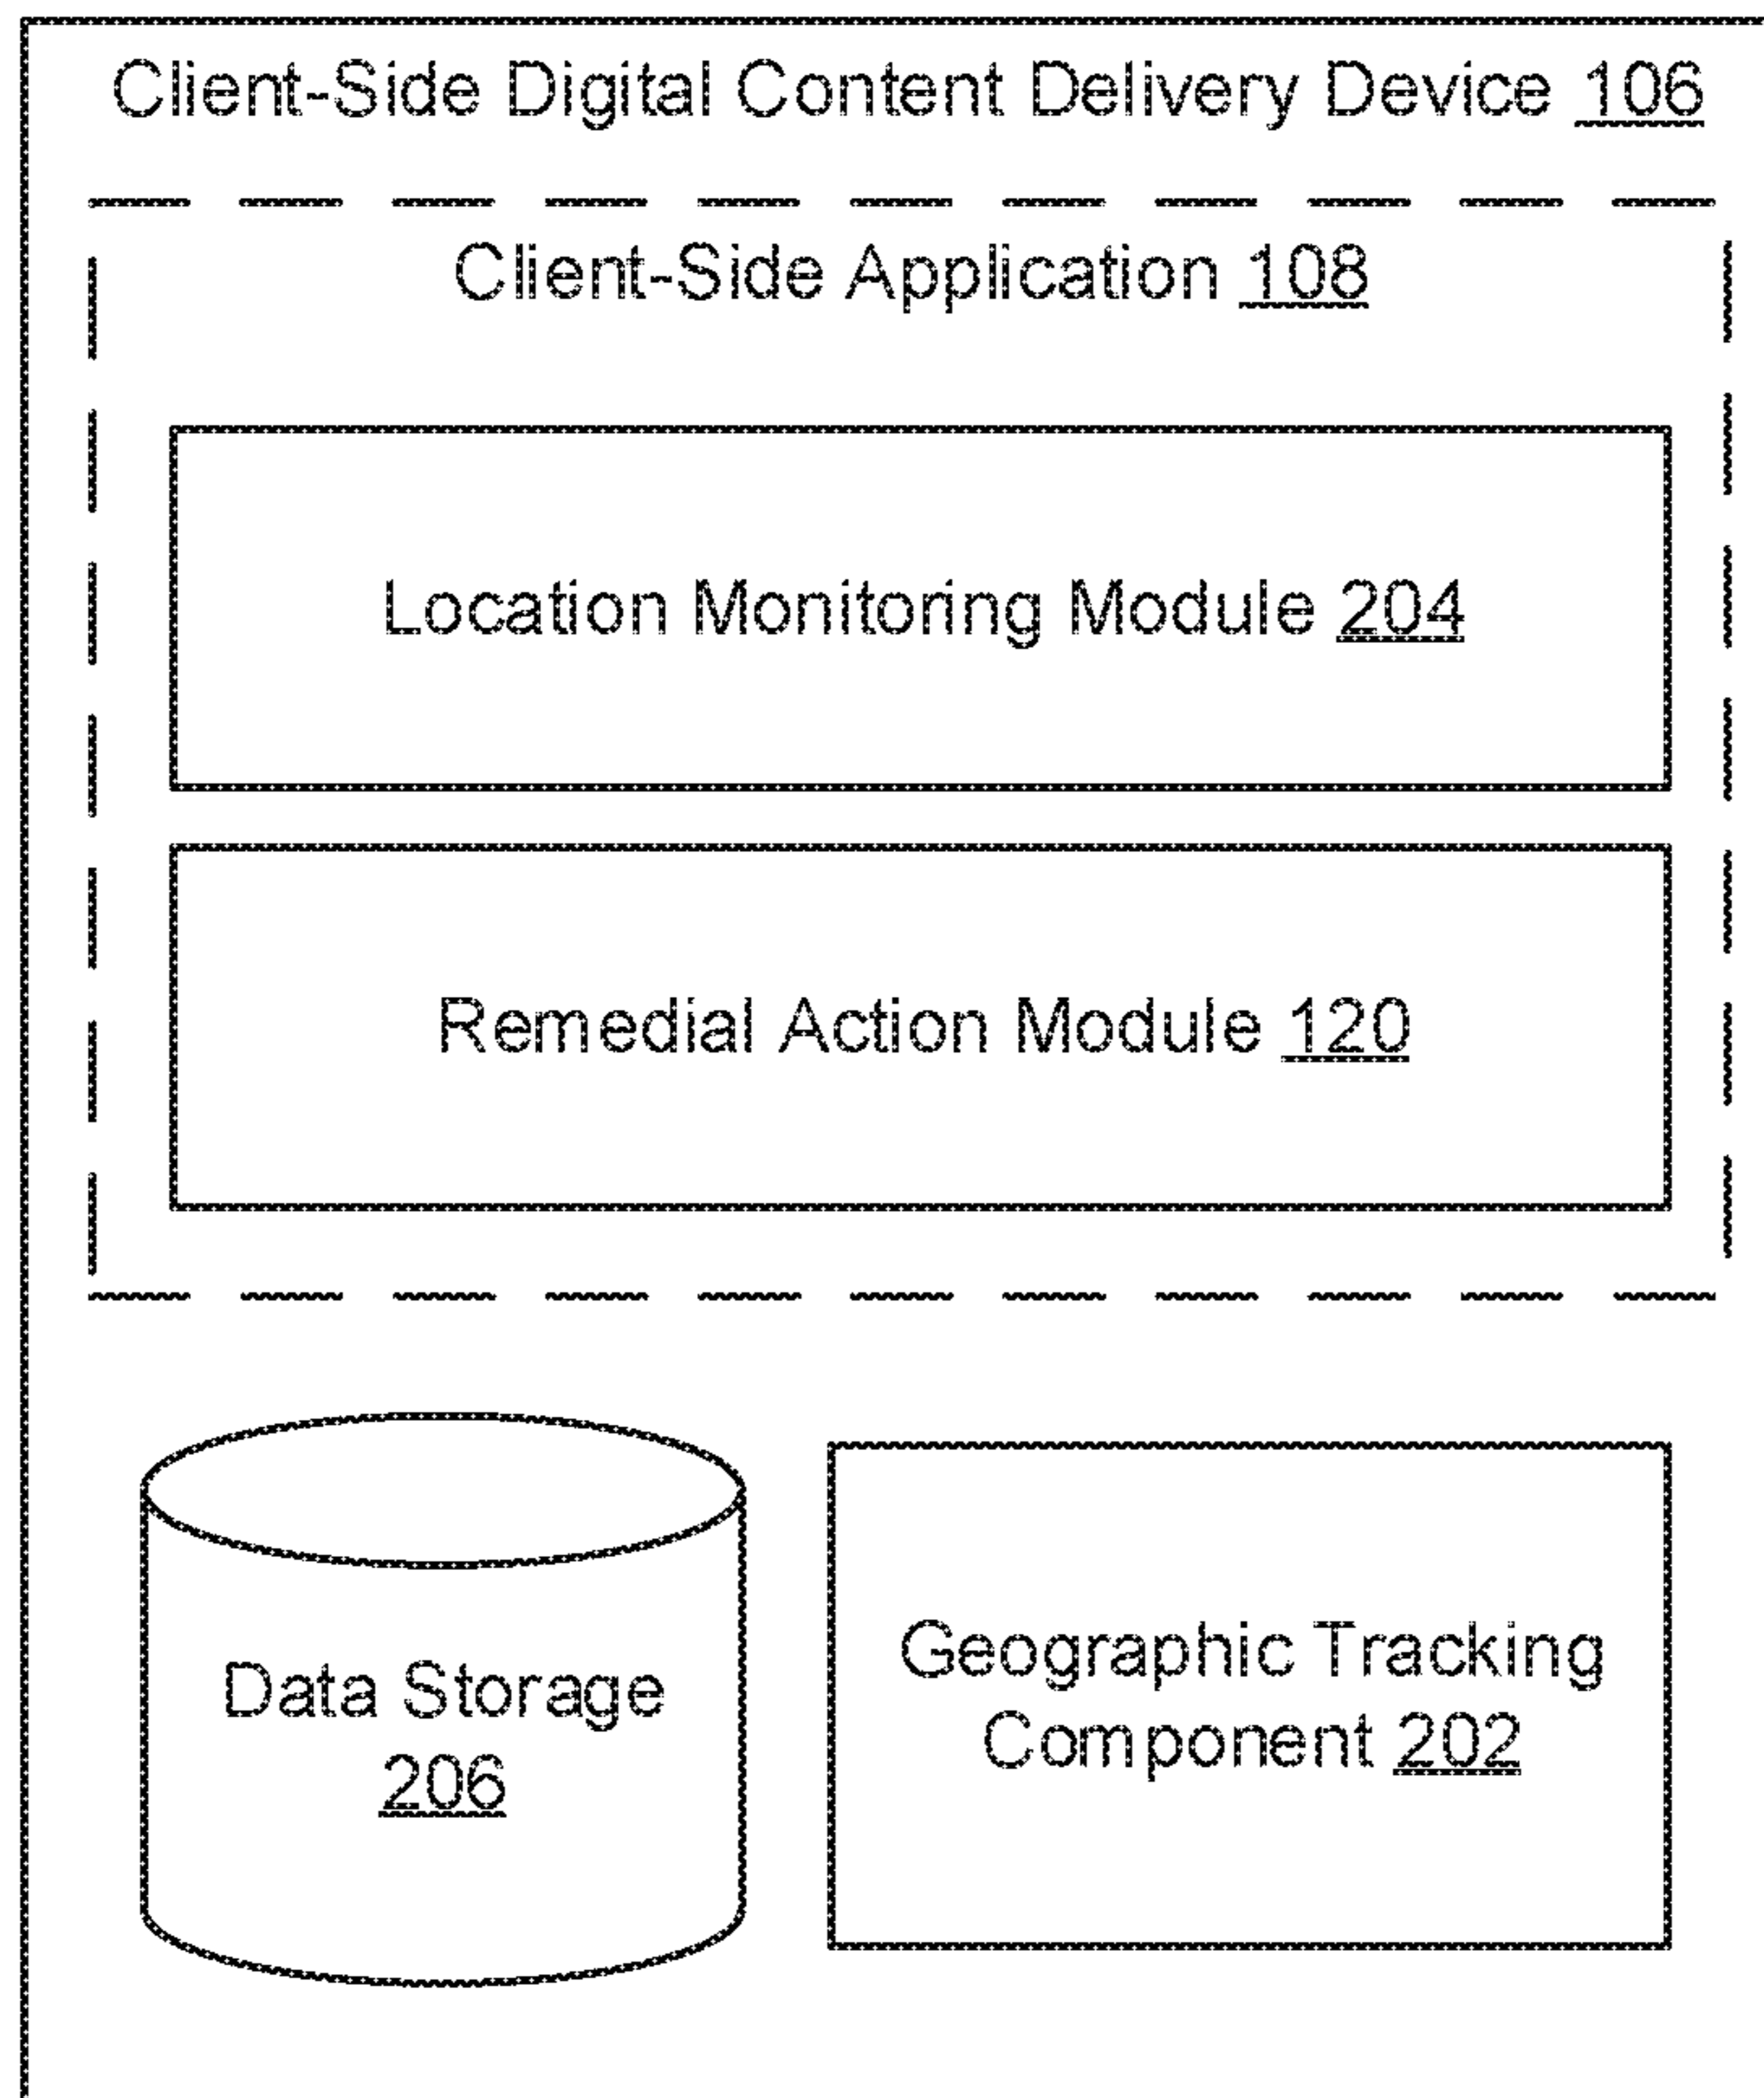 Client-Side Digital Content Delivery Device 106
Client-Side Application 108
Location Monitoring Module 204
Remedial Action Module 120
Data Storage
206
Geographic Tracking
Component 202